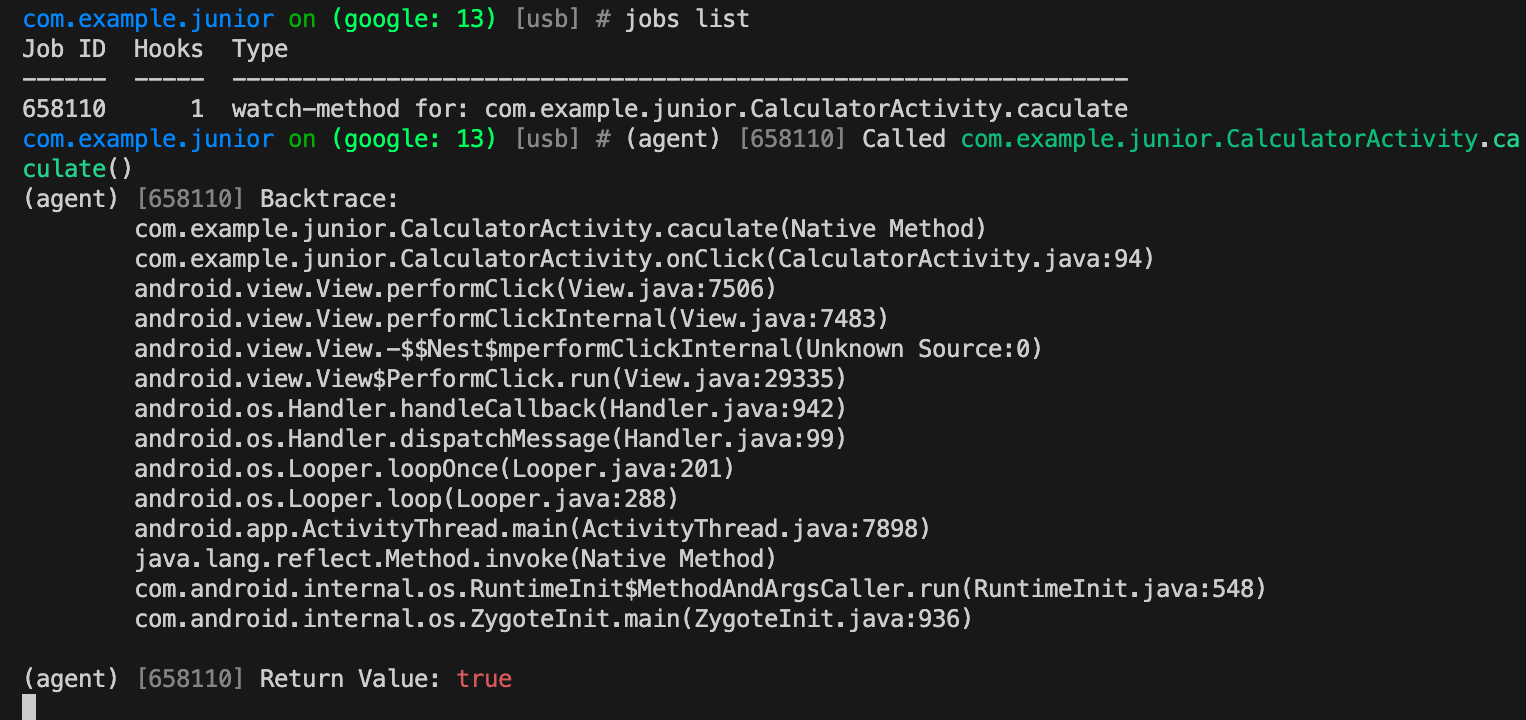 com.example.junior on (google: 13) [usb] # jobs list
Job ID  Hooks  Type
------  -----  ----------------------------------------------------------------
658110      1  watch-method for: com.example.junior.CalculatorActivity.caculate
com.example.junior on (google: 13) [usb] # (agent) [658110] Called com.example.junior.CalculatorActivity.ca
culate()
(agent) [658110] Backtrace:
        com.example.junior.CalculatorActivity.caculate(Native Method)
        com.example.junior.CalculatorActivity.onClick(CalculatorActivity.java:94)
        android.view.View.performClick(View.java:7506)
        android.view.View.performClickInternal(View.java:7483)
        android.view.View.-$$Nest$mperformClickInternal(Unknown Source:0)
        android.view.View$PerformClick.run(View.java:29335)
        android.os.Handler.handleCallback(Handler.java:942)
        android.os.Handler.dispatchMessage(Handler.java:99)
        android.os.Looper.loopOnce(Looper.java:201)
        android.os.Looper.loop(Looper.java:288)
        android.app.ActivityThread.main(ActivityThread.java:7898)
        java.lang.reflect.Method.invoke(Native Method)
        com.android.internal.os.RuntimeInit$MethodAndArgsCaller.run(RuntimeInit.java:548)
        com.android.internal.os.ZygoteInit.main(ZygoteInit.java:936)

(agent) [658110] Return Value: true